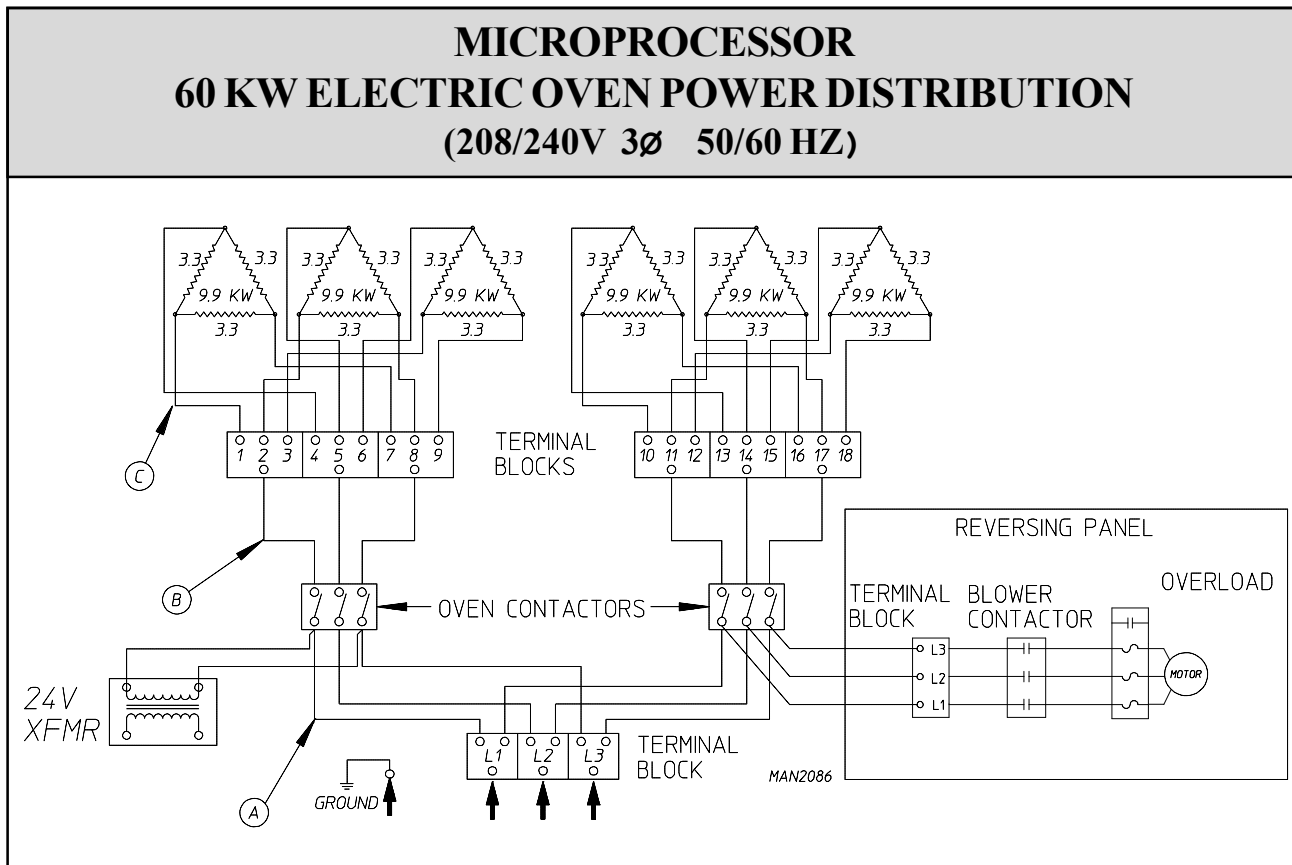 MICROPROCESSOR
60 KW ELECTRIC OVEN POWER DISTRIBUTION
(208/240V 3Ø 50/60 HZ)
3.3 3.3 3.3 3.3 3.3 3.3 3.3 3.3 3.3 3.3 3.3 3.3
9.9 KW 9.9 KW 9.9 KW 9.9 KW 9.9 KW 9.9 KW
3.3 3.3 3.3 3.3 3.3 3.3
C
1 2 3 4 5 6 7 8 9
TERMINAL
BLOCKS
10 11 12 13 14 15 16 17 18
B
OVEN CONTACTORS
REVERSING PANEL
TERMINAL
BLOCK
BLOWER
CONTACTOR
OVERLOAD
L3
L2
L1
MOTOR
24V
XFMR
L1 L2 L3
TERMINAL
BLOCK
MAN2086
GROUND
A